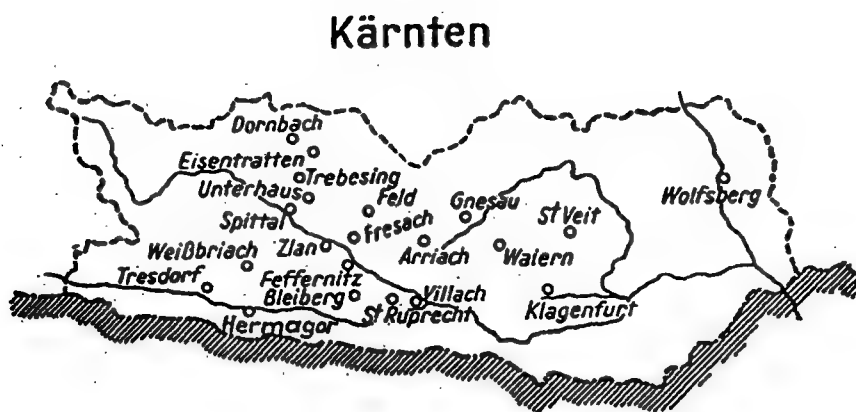 Kärnten
Dornbach
Eisentratten
Trebesing
Unterhaus
Feld
Gnesau
St Veit
Wolfsberg
Spittal
Fresach
Zlan
Arriach
Waiern
Weißbriach
Tresdorf
Feffernitz
Bleiberg
Villach
Klagenfurt
St Ruprecht
Hermagor